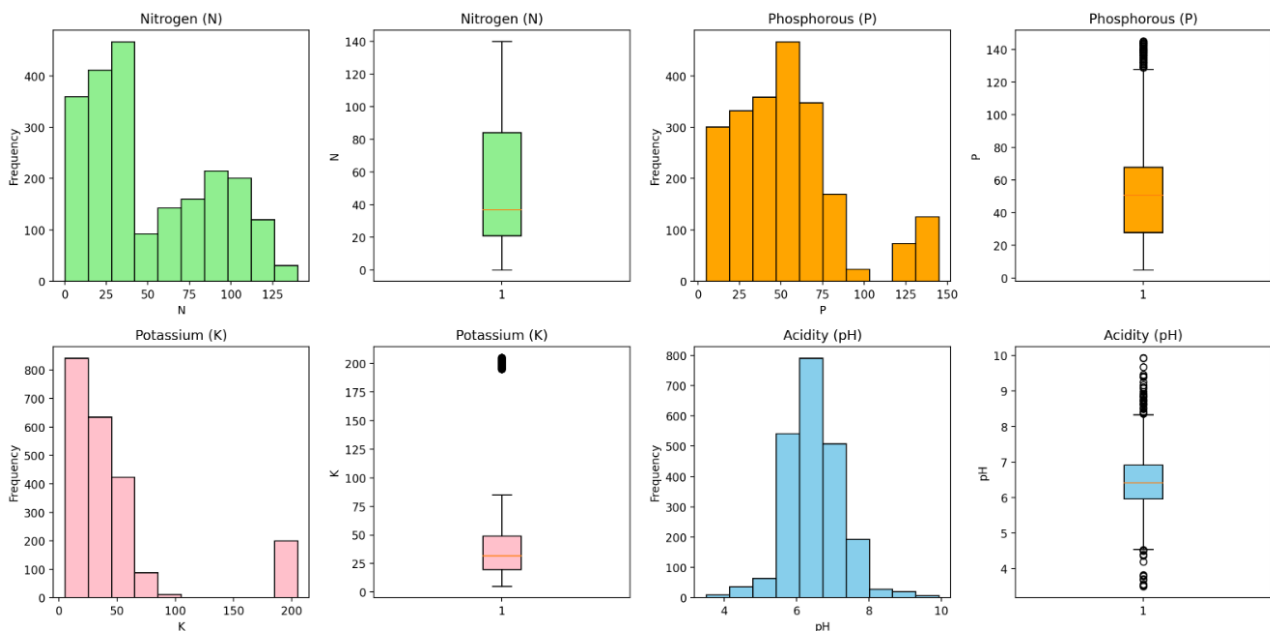 Nitrogen (N)
Frequency
400
300
200
100
0
0 25 50 75 100 125
N
Nitrogen (N)
N
140
120
100
80
60
40
20
0
1
Phosphorous (P)
Frequency
400
300
200
100
0
0 25 50 75 100 125 150
P
Phosphorous (P)
P
140
120
100
80
60
40
20
0
1
Potassium (K)
Frequency
800
700
600
500
400
300
200
100
0
0 50 100 150 200
K
Potassium (K)
K
200
175
150
125
100
75
50
25
0
1
Acidity (pH)
Frequency
800
700
600
500
400
300
200
100
0
4 6 8 10
pH
Acidity (pH)
pH
10
9
8
7
6
5
4
1